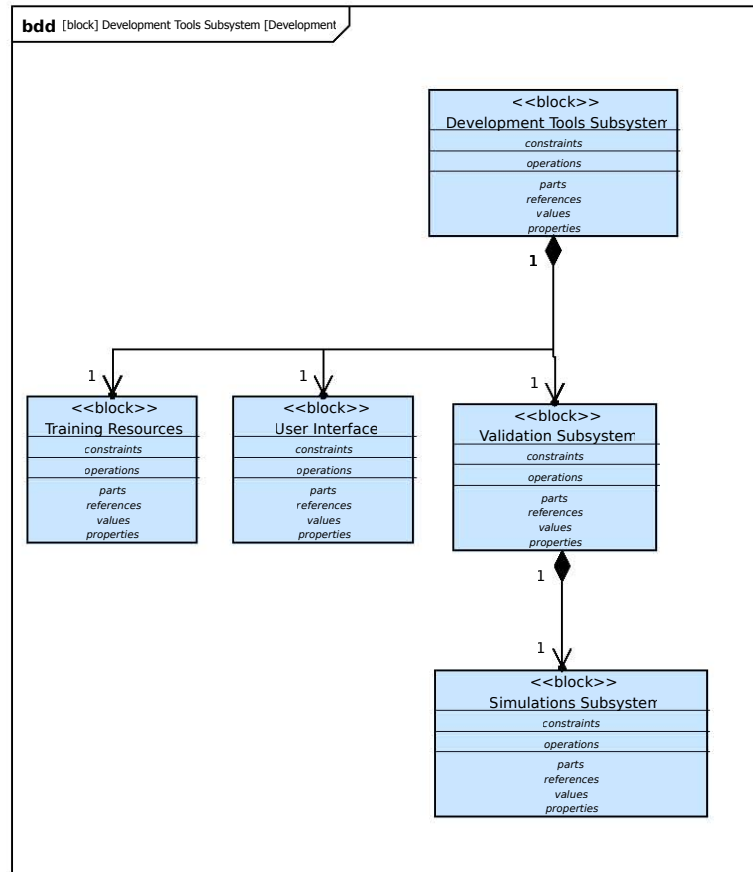 bdd [block] Development Tools Subsystem [Development
<<block>>
Development Tools Subsystem
constraints
operations
parts
references
values
properties
1
1
1
1
<<block>>
Training Resources
constraints
operations
parts
references
values
properties
<<block>>
User Interface
constraints
operations
parts
references
values
properties
<<block>>
Validation Subsystem
constraints
operations
parts
references
values
properties
1
1
<<block>>
Simulations Subsystem
constraints
operations
parts
references
values
properties